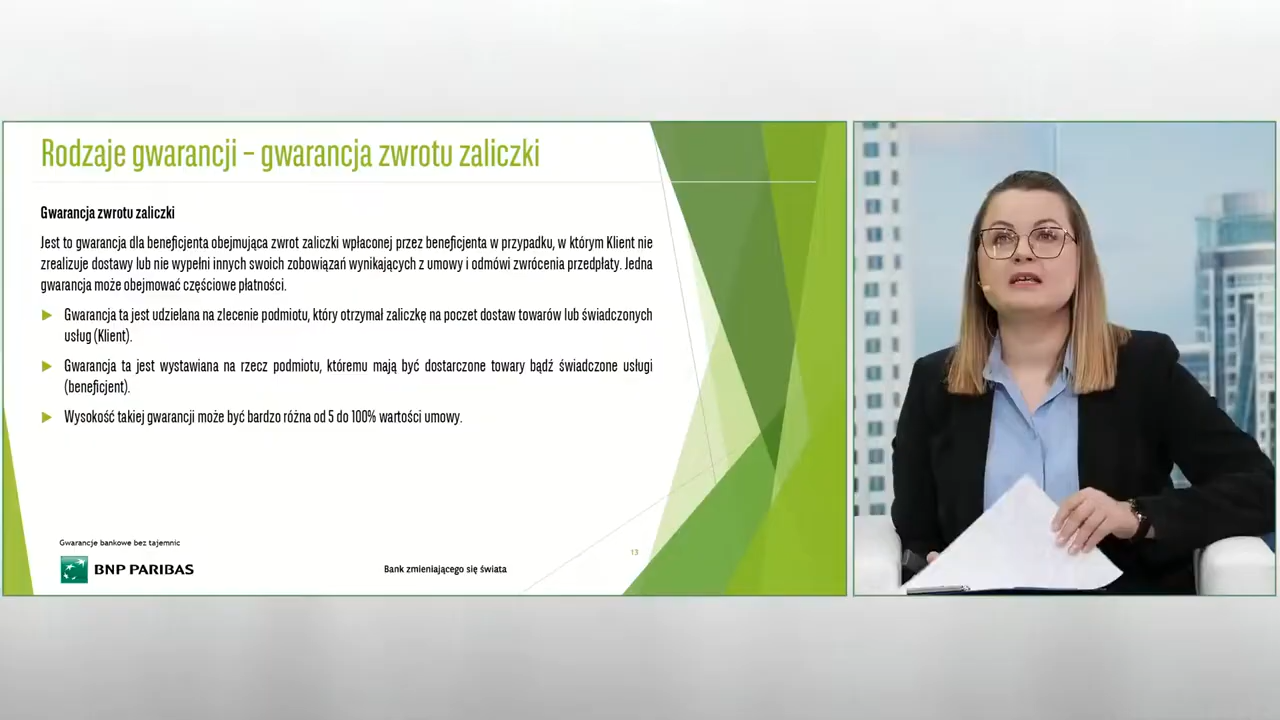 Rodzaje gwarancji – gwarancja zwrotu zaliczki
Gwarancja zwrotu zaliczki
Jest to gwarancja dla beneficjenta obejmująca zwrot zaliczki wpłaconej przez beneficjenta w przypadku, w którym Klient nie
zrealizuje dostawy lub nie wypełni innych swoich zobowiązań wynikających z umowy i odmówi zwrócenia przedpłaty. Jedna
gwarancja może obejmować częściowe płatności.
Gwarancja ta jest udzielana na zlecenie podmiotu, który otrzymał zaliczkę na poczet dostaw towarów lub świadczonych
usług (Klient).
Gwarancja ta jest wystawiana na rzecz podmiotu, któremu mają być dostarczone towary bądź świadczone usługi
(beneficjent).
Wysokość takiej gwarancji może być bardzo różna od 5 do 100% wartości umowy.
Gwarancje bankowe bez tajemnic
13
BNP PARIBAS
Bank zmieniającego się świata